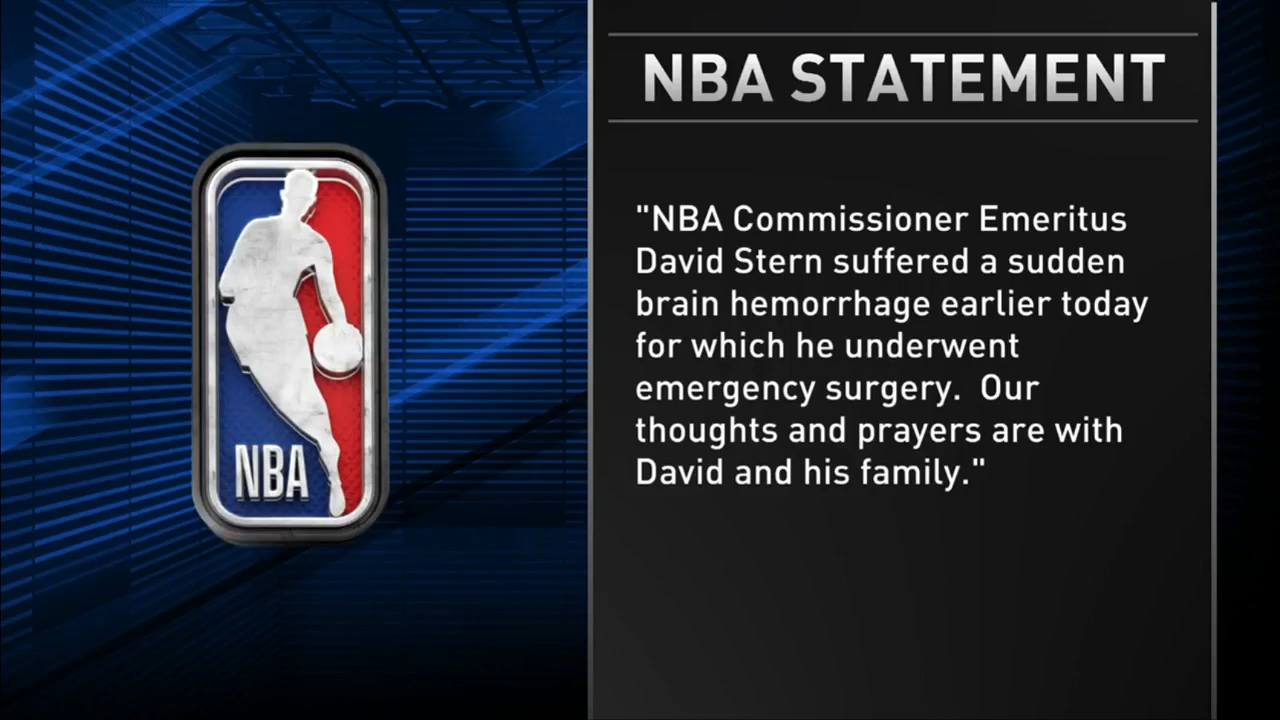 NBA STATEMENT
"NBA Commissioner Emeritus
David Stern suffered a sudden
brain hemorrhage earlier today
for which he underwent
emergency surgery.  Our
thoughts and prayers are with
David and his family."
NBA